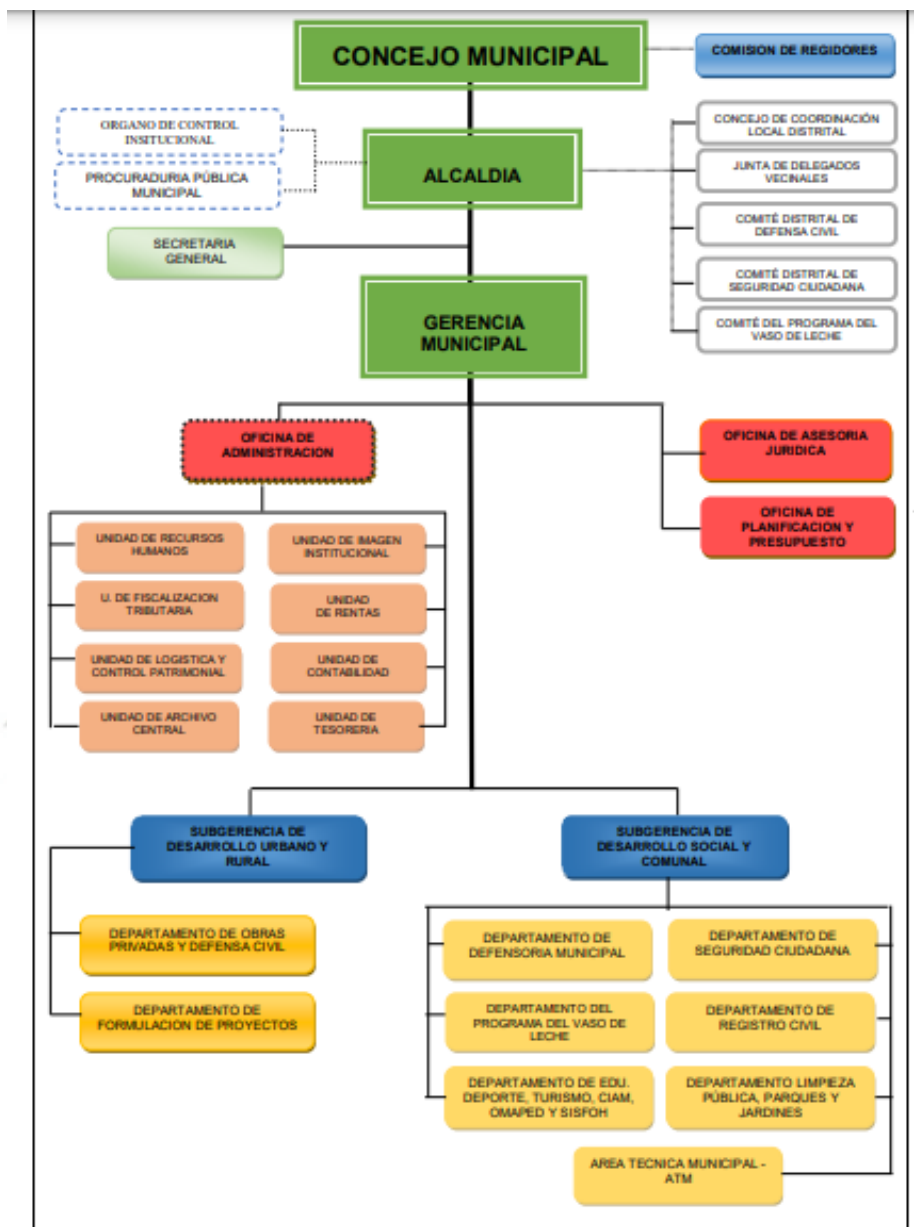 CONCEJO MUNICIPAL
COMISION DE REGIDORES
ORGANO DE CONTROL
INSITUCIONAL
PROCURADURIA PÚBLICA
MUNICIPAL
ALCALDIA
CONCEJO DE COORDINACIÓN
LOCAL DISTRITAL
JUNTA DE DELEGADOS
VECINALES
COMITÉ DISTRITAL DE
DEFENSA CIVIL
COMITÉ DISTRITAL DE
SEGURIDAD CIUDADANA
COMITÉ DEL PROGRAMA DEL
VASO DE LECHE
SECRETARIA
GENERAL
GERENCIA
MUNICIPAL
OFICINA DE
ADMINISTRACION
OFICINA DE ASESORIA
JURIDICA
OFICINA DE
PLANIFICACION Y
PRESUPUESTO
UNIDAD DE RECURSOS
HUMANOS
UNIDAD DE IMAGEN
INSTITUCIONAL
U. DE FISCALIZACION
TRIBUTARIA
UNIDAD
DE RENTAS
UNIDAD DE LOGISTICA Y
CONTROL PATRIMONIAL
UNIDAD DE
CONTABILIDAD
UNIDAD DE ARCHIVO
CENTRAL
UNIDAD DE
TESORERIA
SUBGERENCIA DE
DESARROLLO URBANO Y
RURAL
SUBGERENCIA DE
DESARROLLO SOCIAL Y
COMUNAL
DEPARTAMENTO DE OBRAS
PRIVADAS Y DEFENSA CIVIL
DEPARTAMENTO DE
FORMULACION DE PROYECTOS
DEPARTAMENTO DE
DEFENSORIA MUNICIPAL
DEPARTAMENTO DE
SEGURIDAD CIUDADANA
DEPARTAMENTO DEL
PROGRAMA DEL VASO DE
LECHE
DEPARTAMENTO DE
REGISTRO CIVIL
DEPARTAMENTO DE EDU.
DEPORTE, TURISMO, CIAM,
OMAPED Y SISFOH
DEPARTAMENTO LIMPIEZA
PÚBLICA, PARQUES Y
JARDINES
AREA TECNICA MUNICIPAL -
ATM